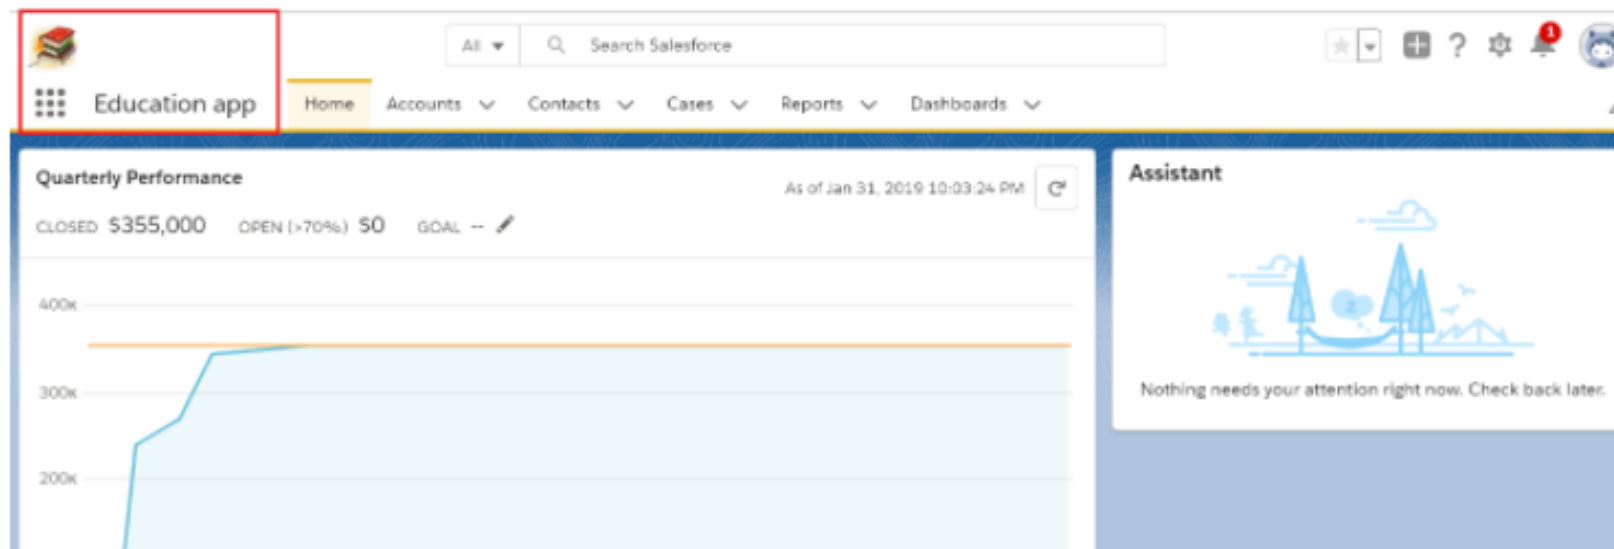 All Search Salesforce ? 1
Education app Home Accounts Contacts Cases Reports Dashboards
Quarterly Performance
As of Jan 31, 2019 10:03:24 PM
CLOSED $355,000 OPEN (>70%) $0 GOAL --
400K
300K
200K
Assistant
z
Nothing needs your attention right now. Check back later.